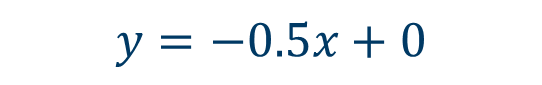 y = −0.5x + 0